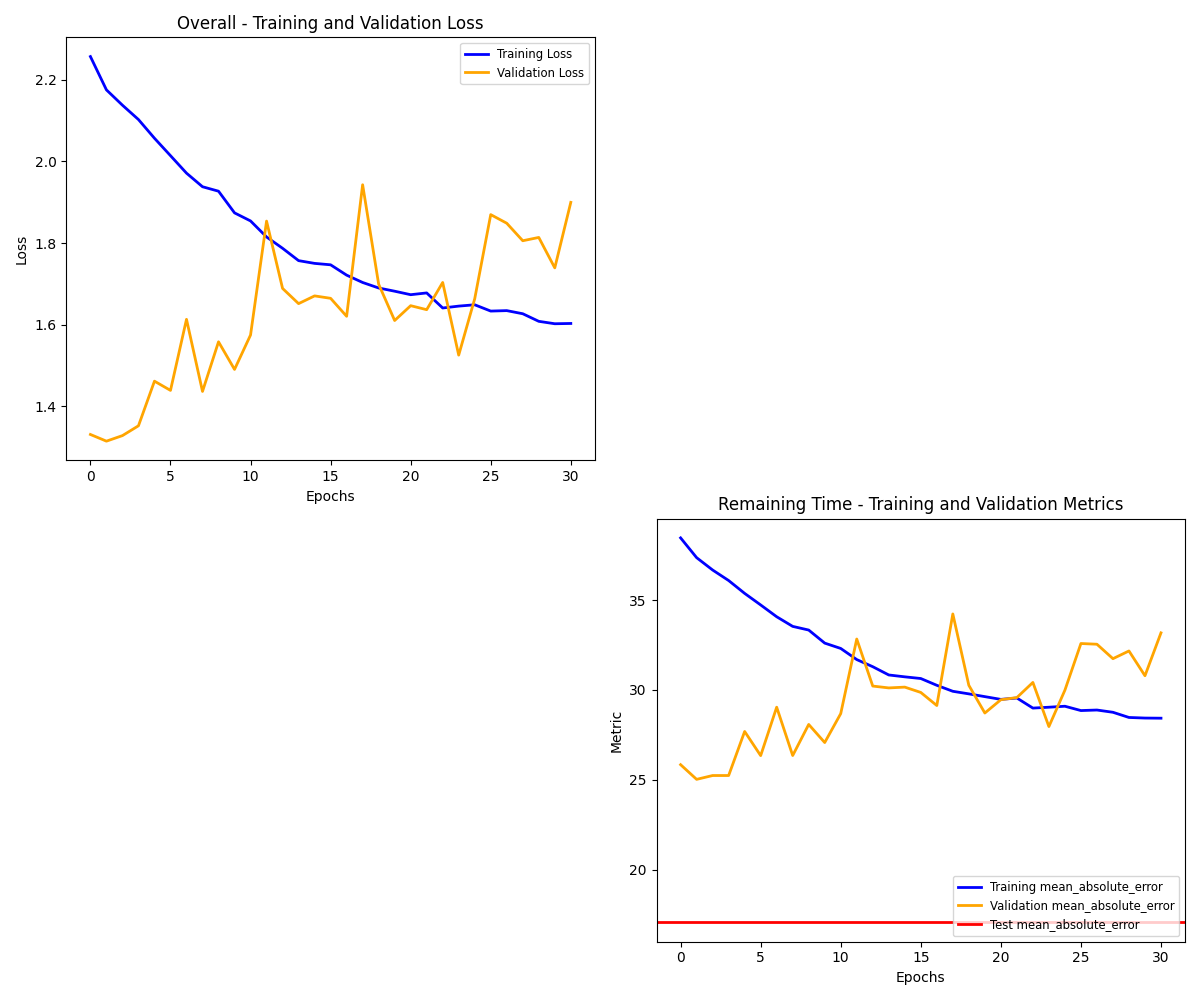 Overall - Training and Validation Loss
Training Loss
Validation Loss
2.2
2.0
1.8
1.6
1.4
Loss
0 5 10 15 20 25 30
Epochs
Remaining Time - Training and Validation Metrics
35
30
25
20
Metric
Training mean_absolute_error
Validation mean_absolute_error
Test mean_absolute_error
0 5 10 15 20 25 30
Epochs